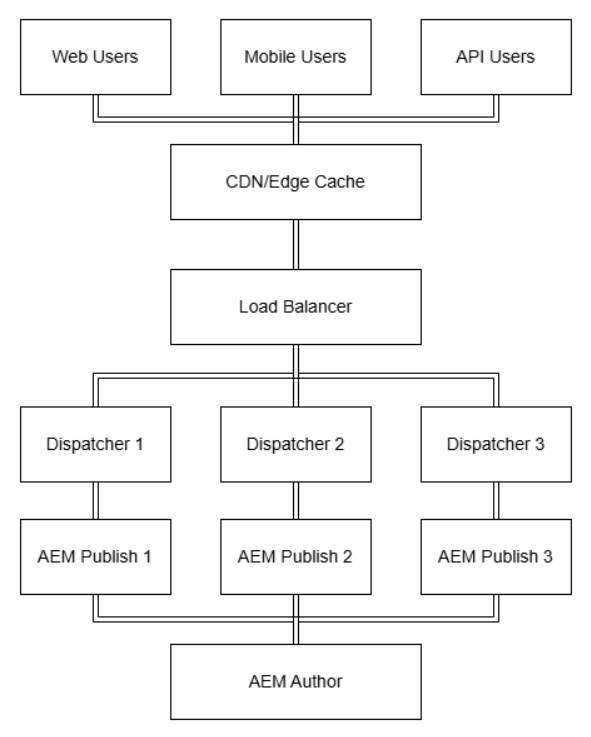 Web Users
Mobile Users
API Users
CDN/Edge Cache
Load Balancer
Dispatcher 1
Dispatcher 2
Dispatcher 3
AEM Publish 1
AEM Publish 2
AEM Publish 3
AEM Author